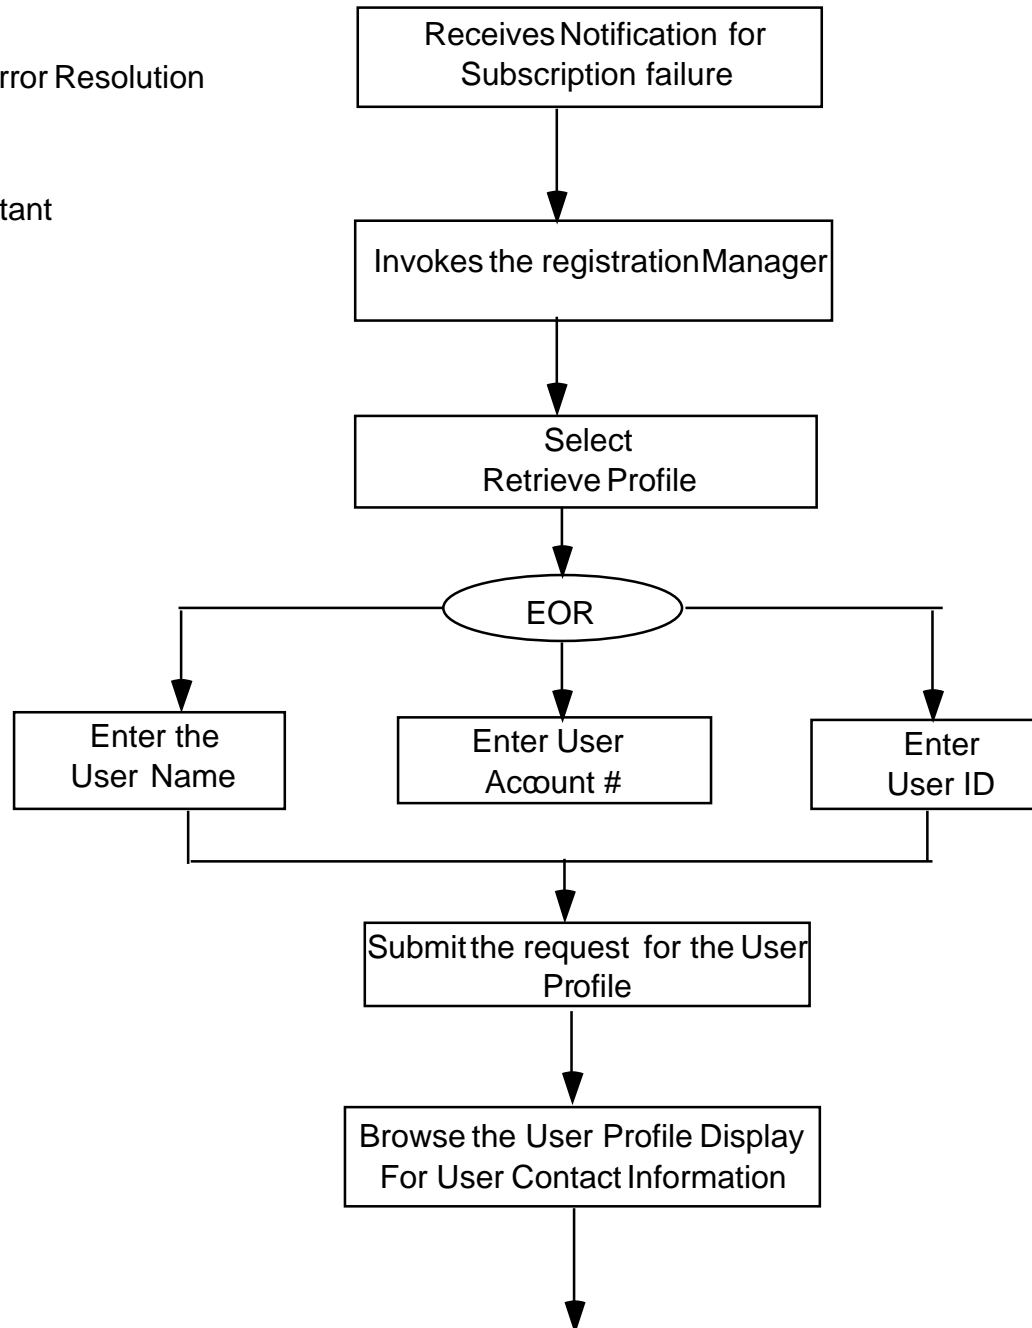 Receives Notification for
Subscription failure
rror Resolution
tant
Invokes the registrationManager
Select
Retrieve Profile
EOR
Enter the
User Name
Enter User
Account #
Enter
User ID
Submit the request for the User
Profile
Browse the User Profile Display
For User Contact Information